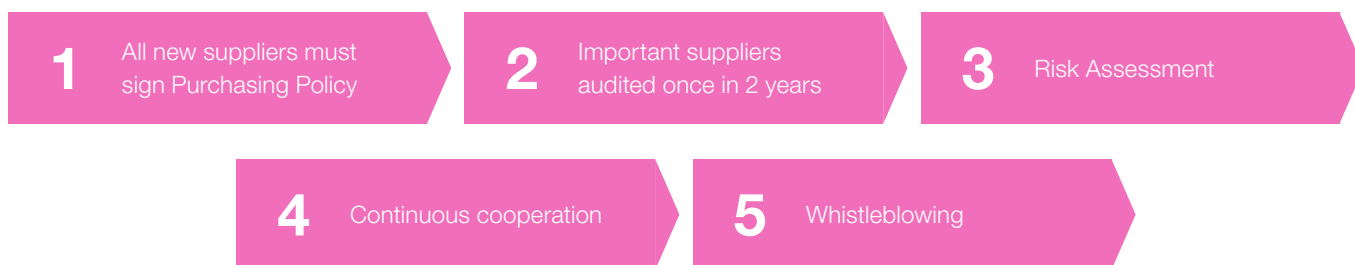 1
All new suppliers must
sign Purchasing Policy
2
Important suppliers
audited once in 2 years
3
Risk Assessment
4
Continuous cooperation
5
Whistleblowing